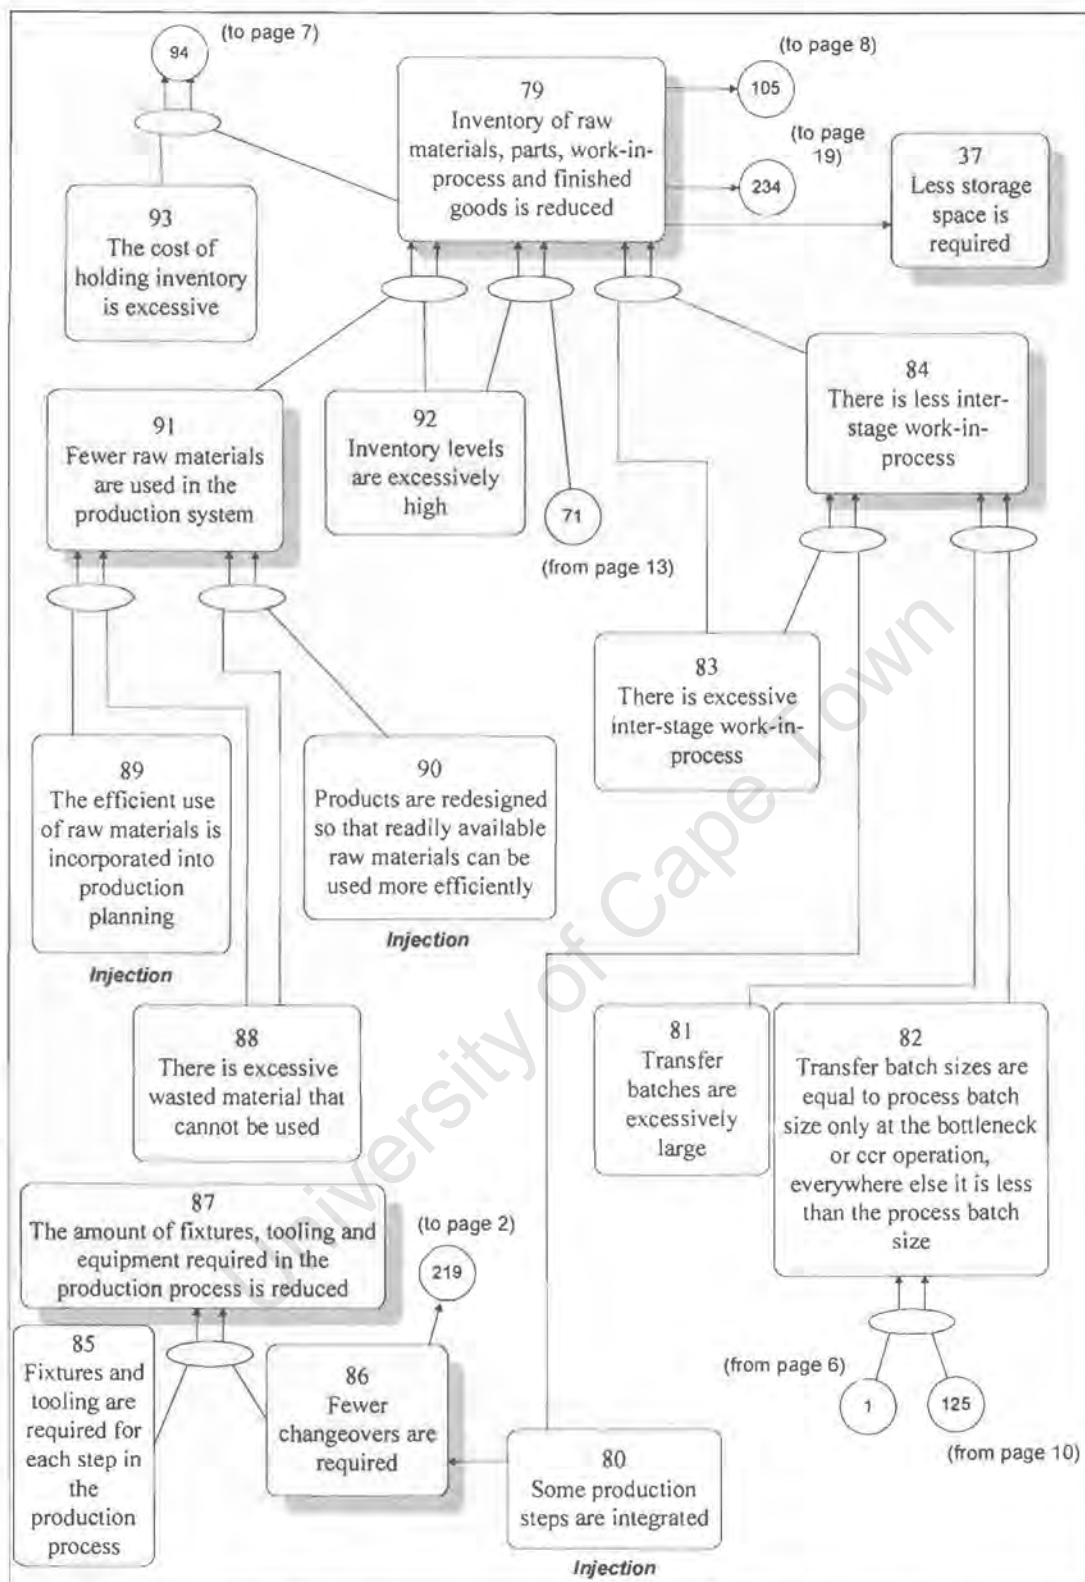 (to page 7)
94
(to page 8)
105
79
Inventory of raw
materials, parts, work-in-
process and finished
goods is reduced
(to page
19)
234
37
Less storage
space is
required
93
The cost of
holding inventory
is excessive
84
There is less inter-
stage work-in-
process
91
Fewer raw materials
are used in the
production system
92
Inventory levels
are excessively
high
71
(from page 13)
83
There is excessive
inter-stage work-in-
process
89
The efficient use
of raw materials is
incorporated into
production
planning
Injection
90
Products are redesigned
so that readily available
raw materials can be
used more efficiently
Injection
88
There is excessive
wasted material that
cannot be used
81
Transfer
batches are
excessively
large
82
Transfer batch sizes are
equal to process batch
size only at the bottleneck
or ccr operation,
everywhere else it is less
than the process batch
size
87
The amount of fixtures, tooling and
equipment required in the
production process is reduced
(to page 2)
219
85
Fixtures and
tooling are
required for
each step in
the
production
process
86
Fewer
changeovers are
required
(from page 6)
1
125
(from page 10)
80
Some production
steps are integrated
Injection
University of Cape Town